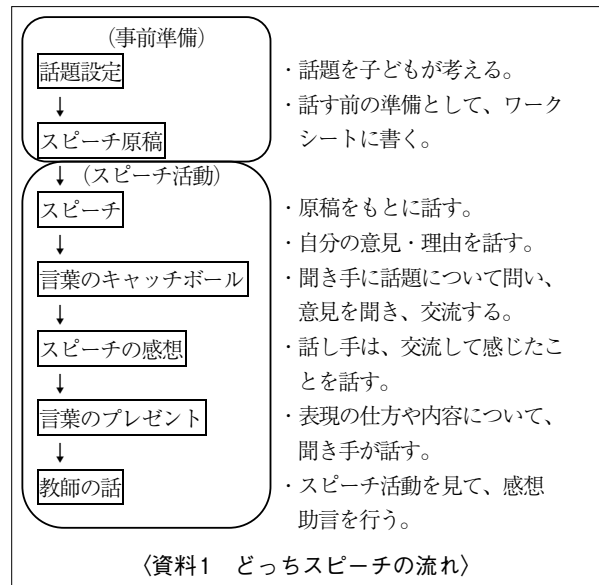 (事前準備)
話題設定 ・話題を子どもが考える。
↓ ・話す前の準備として、ワーク
スピーチ原稿 シートに書く。
↓ (スピーチ活動)
スピーチ ・原稿をもとに話す。
↓ ・自分の意見・理由を話す。
言葉のキャッチボール ・聞き手に話題について問い、
↓ 意見を聞き、交流する。
スピーチの感想 ・話し手は、交流して感じたこ
↓ とを話す。
言葉のプレゼント ・表現の仕方や内容について、
↓ 聞き手が話す。
教師の話 ・スピーチ活動を見て、感想
助言を行う。
〈資料1 どっちスピーチの流れ〉